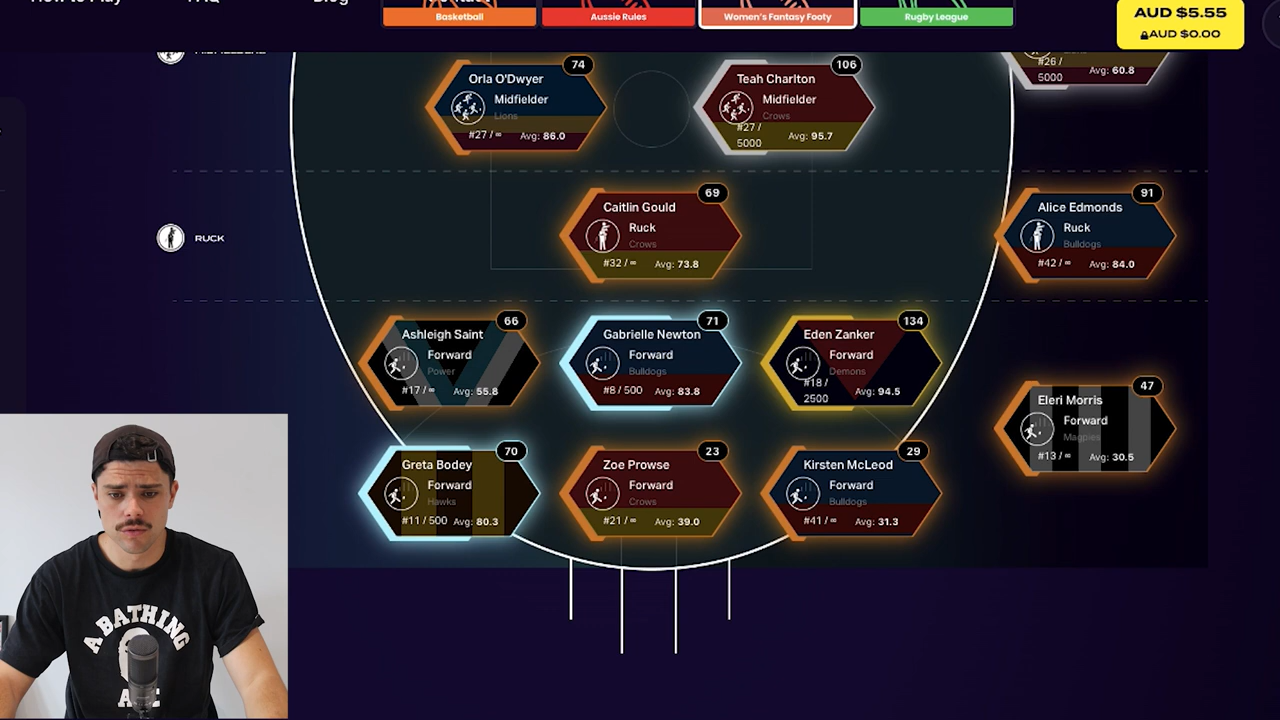 How to Play
FAQ
Blog
Basketball
Aussie Rules
Women's Fantasy Footy
Rugby League
AUD $5.55
AUD $0.00
74
Orla O'Dwyer
Midfielder
Lions
#27 / ∞ Avg: 86.0
106
Teah Charlton
Midfielder
Crows
#27 /
5000
Avg: 95.7
#26 /
5000
Avg: 60.8
RUCK
69
Caitlin Gould
Ruck
Crows
#32 / ∞ Avg: 73.8
91
Alice Edmonds
Ruck
Bulldogs
#42 / ∞ Avg: 84.0
66
Ashleigh Saint
Forward
Power
#17 / ∞ Avg: 55.8
71
Gabrielle Newton
Forward
Bulldogs
#8 / 500 Avg: 83.8
134
Eden Zanker
Forward
Demons
#18 /
2500
Avg: 94.5
47
Eleri Morris
Forward
Magpies
#13 / ∞ Avg: 30.5
70
Greta Bodey
Forward
Hawks
#11 / 500 Avg: 80.3
23
Zoe Prowse
Forward
Crows
#21 / ∞ Avg: 39.0
29
Kirsten McLeod
Forward
Bulldogs
#41 / ∞ Avg: 31.3
A BATHING